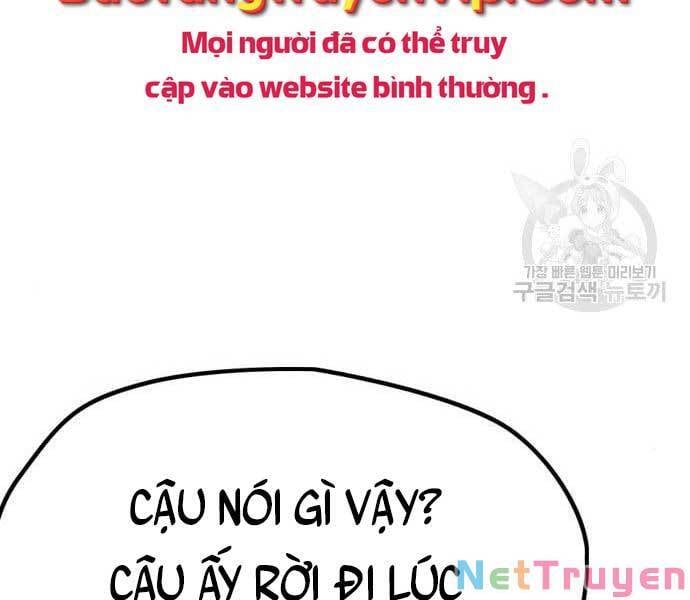 Mọi người đã có thể truy
cập vào website bình thường.
가장 빠른 웹툰 미리보기
구글검색 뉴토끼
CẬU NÓI GÌ VẬY?
CẬU ẤY RỜI ĐI LÚC
NetTruyen